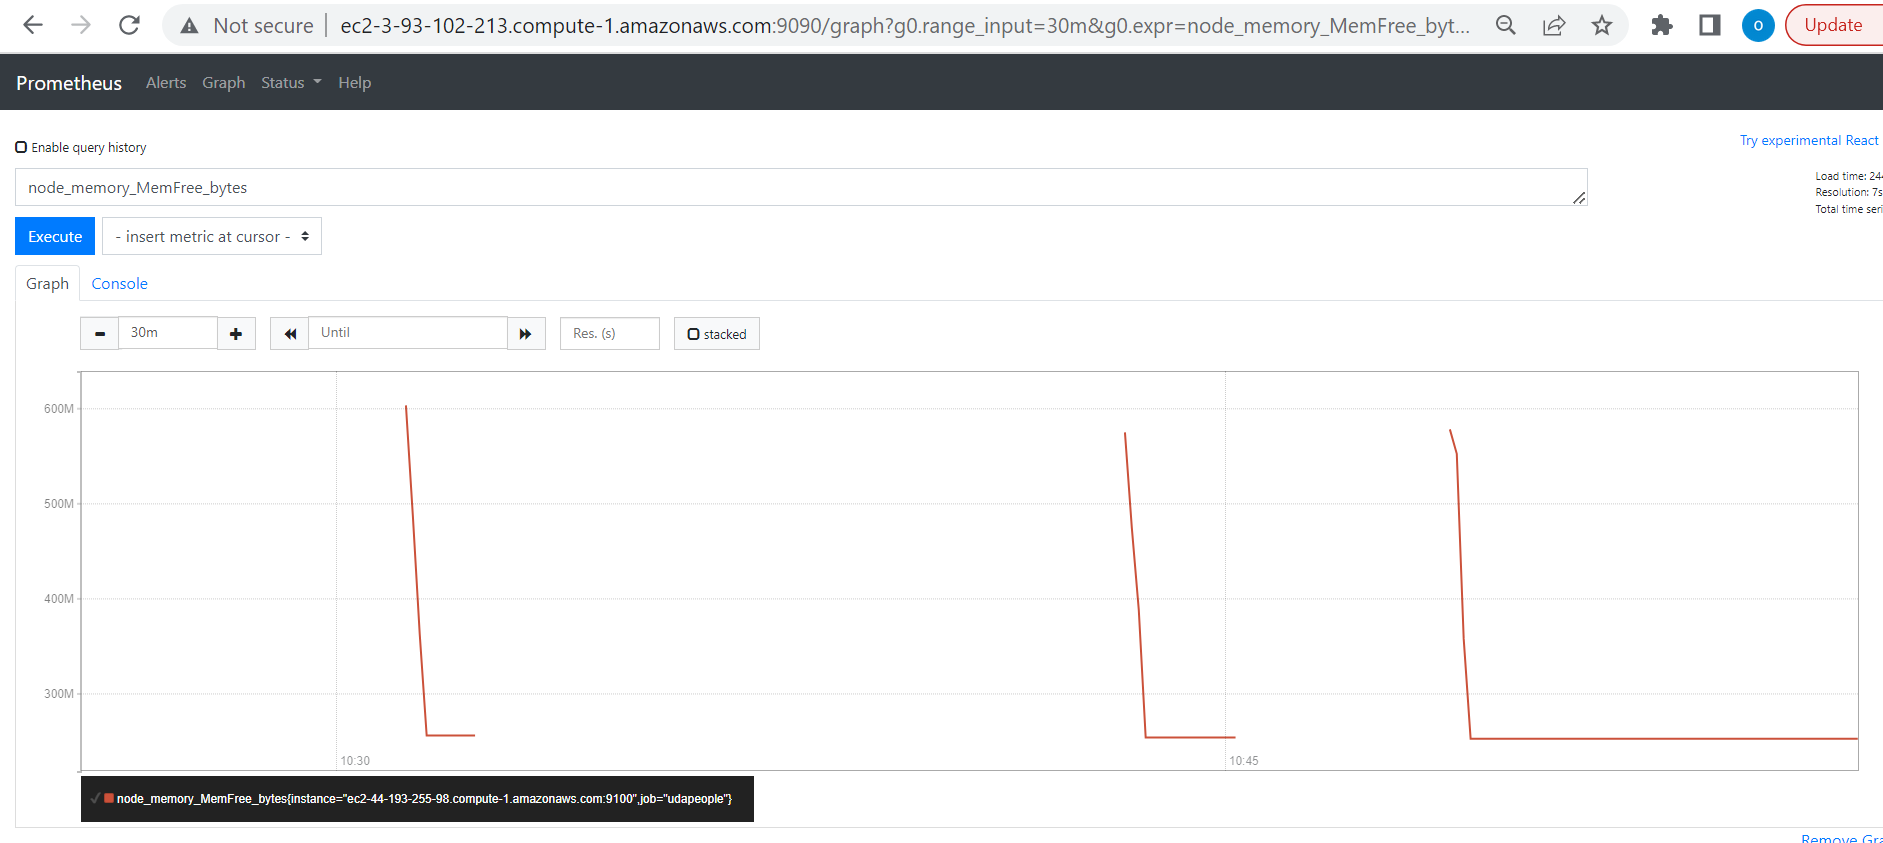 Not secure | ec2-3-93-102-213.compute-1.amazonaws.com:9090/graph?g0.range_input=30m&g0.expr=node_memory_MemFree_byt... O Update
Prometheus Alerts Graph Status Help
Enable query history
Try experimental React
node_memory_MemFree_bytes
Load time: 244
Resolution: 7s
Total time seri
Execute - insert metric at cursor -
Graph Console
30m Until Res. (s) stacked
600M
500M
400M
300M
10:30 10:45
node_memory_MemFree_bytes{instance="ec2-44-193-255-98.compute-1.amazonaws.com:9100",job="udapeople"}
Remove Gra